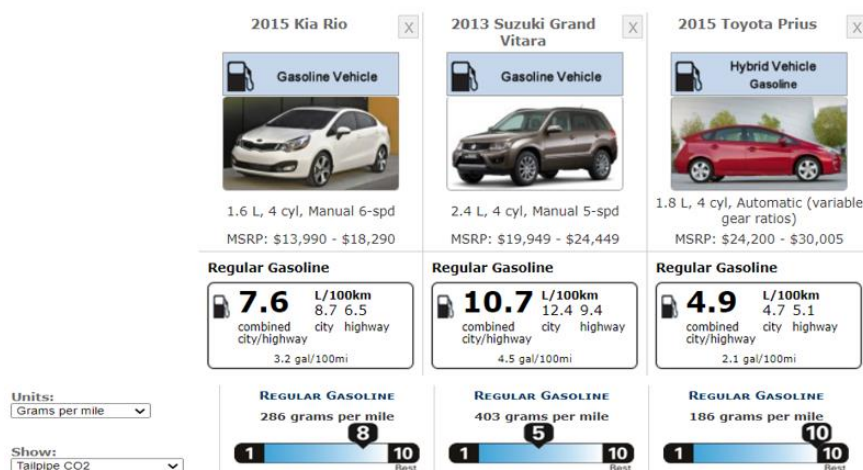 2015 Kia Rio
X
Gasoline Vehicle
1.6 L, 4 cyl, Manual 6-spd
MSRP: $13,990 - $18,290
Regular Gasoline
7.6
L/100km
8.7 6.5
combined city/highway
city highway
3.2 gal/100mi
2013 Suzuki Grand
Vitara
X
Gasoline Vehicle
2.4 L, 4 cyl, Manual 5-spd
MSRP: $19,949 - $24,449
Regular Gasoline
10.7
L/100km
12.4 9.4
combined city/highway
city highway
4.5 gal/100mi
2015 Toyota Prius
X
Hybrid Vehicle
Gasoline
1.8 L, 4 cyl, Automatic (variable
gear ratios)
MSRP: $24,200 - $30,005
Regular Gasoline
4.9
L/100km
4.7 5.1
combined city/highway
city highway
2.1 gal/100mi
Units:
Grams per mile
Show:
Tailpipe CO2
REGULAR GASOLINE
286 grams per mile
8
1 10
Best
REGULAR GASOLINE
403 grams per mile
5
1 10
Best
REGULAR GASOLINE
186 grams per mile
10
1 10
Best